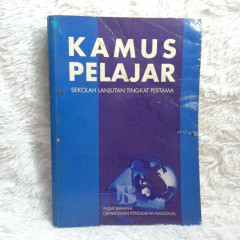 KAMUS
PELAJAR
SEKOLAH LANJUTAN TINGKAT PERTAMA
PUSAT BAHASA
DEPARTEMEN PENDIDIKAN NASIONAL